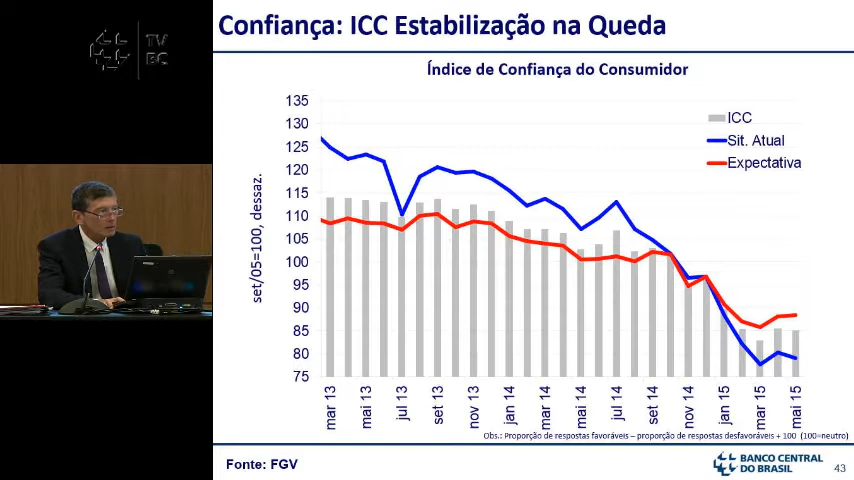 TV
BC
Confiança: ICC Estabilização na Queda
Índice de Confiança do Consumidor
set/05=100, dessaz.
135
130
125
120
115
110
105
100
95
90
85
80
75
ICC
Sit. Atual
Expectativa
mar 13
mai 13
jul 13
set 13
nov 13
jan 14
mar 14
mai 14
jul 14
set 14
nov 14
jan 15
mar 15
mai 15
Obs.: Proporção de respostas favoráveis – proporção de respostas desfavoráveis + 100 (100=neutro)
Fonte: FGV
BANCO CENTRAL
DO BRASIL
43